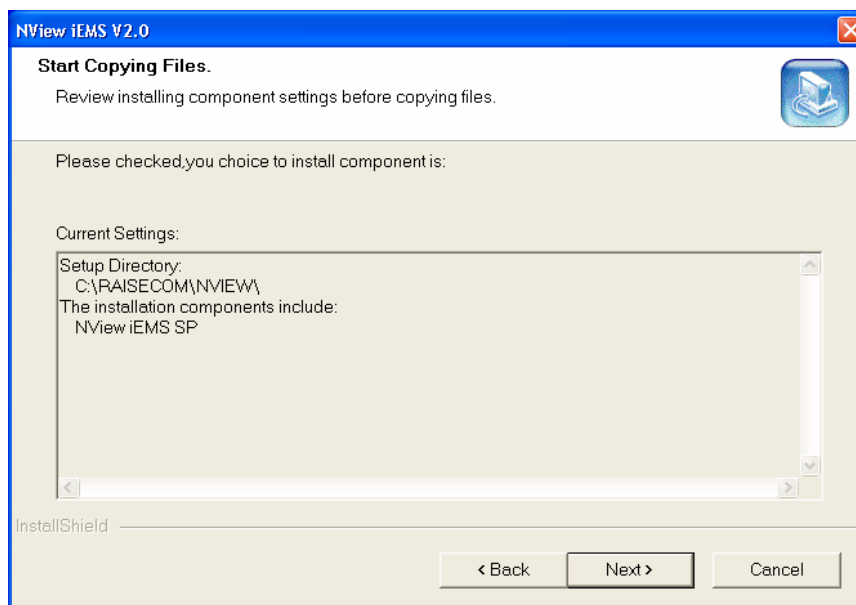 NView iEMS V2.0
Start Copying Files.
Review installing component settings before copying files.
Please checked,you choice to install component is:
Current Settings:
Setup Directory:
C:\RAISECOM\NVIEW\
The installation components include:
NView iEMS SP
InstallShield
< Back
Next >
Cancel